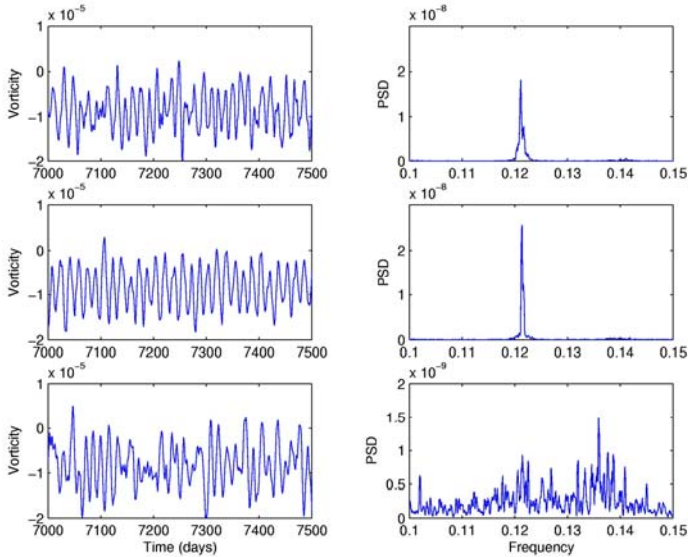 x 10⁻⁵
x 10⁻⁸
1
0
−1
−2
Vorticity
7000 7100 7200 7300 7400 7500
2
1
0
PSD
0.1 0.11 0.12 0.13 0.14 0.15
x 10⁻⁵
x 10⁻⁸
1
0
−1
−2
Vorticity
7000 7100 7200 7300 7400 7500
2
1
0
PSD
0.1 0.11 0.12 0.13 0.14 0.15
x 10⁻⁵
x 10⁻⁹
1
0
−1
−2
Vorticity
7000 7100 7200 7300 7400 7500
Time (days)
2
1.5
1
0.5
0
PSD
0.1 0.11 0.12 0.13 0.14 0.15
Frequency